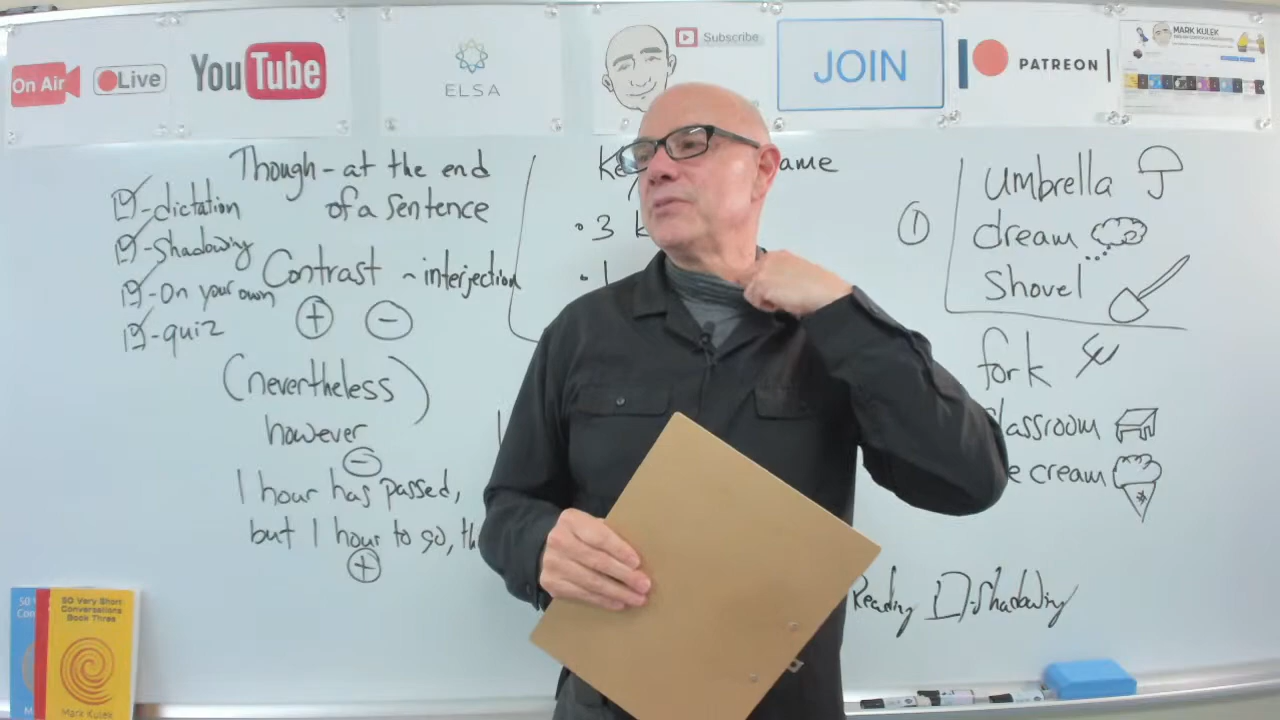 On Air
Live
YouTube
ELSA
Subscribe
JOIN
PATREON
MARK KULEK
Though - at the end
of a sentence
- dictation
- shadowing
- On your own
- quiz
Contrast ~ interjection
+ -
(nevertheless)
however
-
1 hour has passed,
but 1 hour to go,
+
ame
• 3
•
1
umbrella
dream
shovel
fork
lassroom
e cream
Reading - Shadowing
50 Very Short
Conversations
Book Three
Mark Kulek